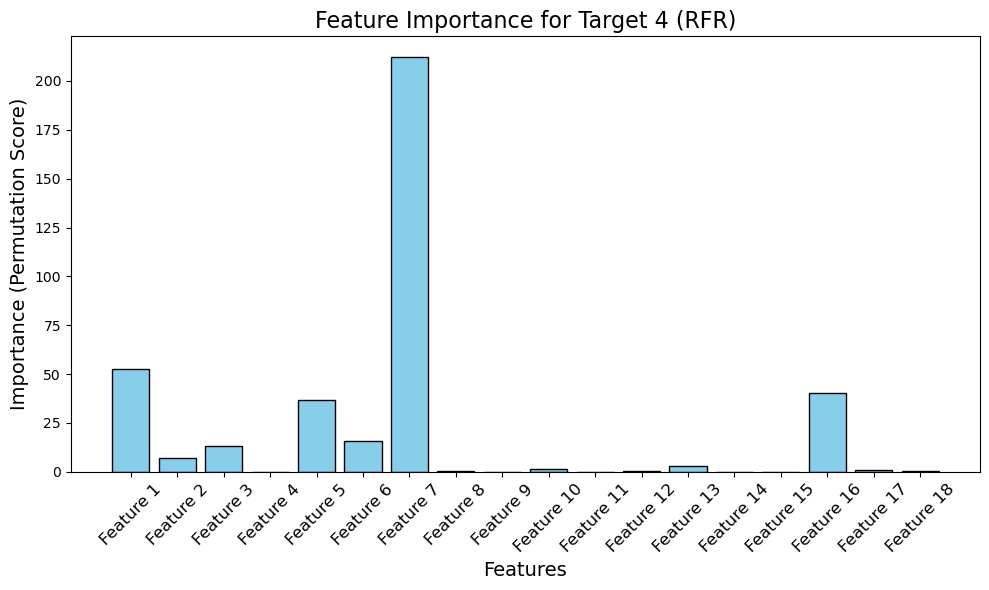 Feature Importance for Target 4 (RFR)
Importance (Permutation Score)
200
175
150
125
100
75
50
25
0
Feature 1
Feature 2
Feature 3
Feature 4
Feature 5
Feature 6
Feature 7
Feature 8
Feature 9
Feature 10
Feature 11
Feature 12
Feature 13
Feature 14
Feature 15
Feature 16
Feature 17
Feature 18
Features